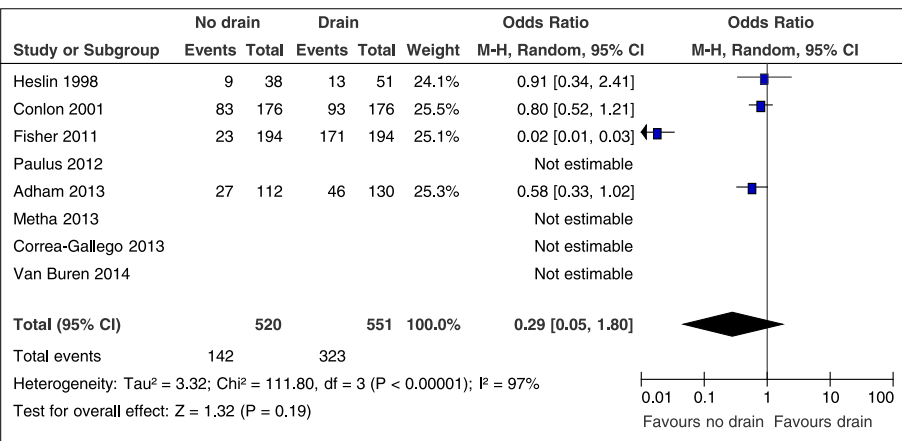 No drain Drain Odds Ratio Odds Ratio
Study or Subgroup Events Total Events Total Weight M-H, Random, 95% CI M-H, Random, 95% CI
Heslin 1998 9 38 13 51 24.1% 0.91 [0.34, 2.41]
Conlon 2001 83 176 93 176 25.5% 0.80 [0.52, 1.21]
Fisher 2011 23 194 171 194 25.1% 0.02 [0.01, 0.03]
Paulus 2012 Not estimable
Adham 2013 27 112 46 130 25.3% 0.58 [0.33, 1.02]
Metha 2013 Not estimable
Correa-Gallego 2013 Not estimable
Van Buren 2014 Not estimable
Total (95% CI) 520 551 100.0% 0.29 [0.05, 1.80]
Total events 142 323
Heterogeneity: Tau² = 3.32; Chi² = 111.80, df = 3 (P < 0.00001); I² = 97%
Test for overall effect: Z = 1.32 (P = 0.19)
0.01 0.1 1 10 100
Favours no drain Favours drain